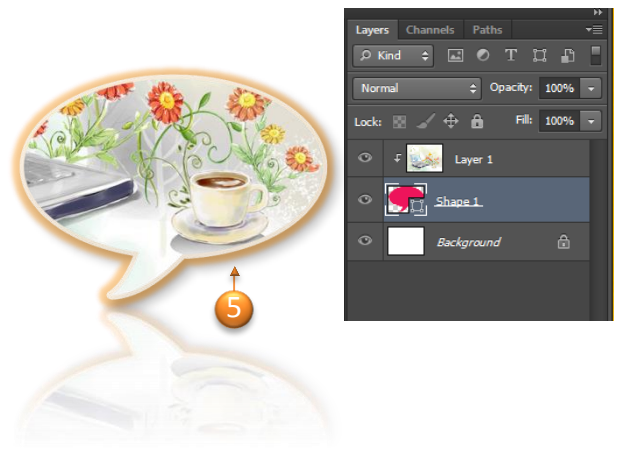 Layers Channels Paths
Kind T
Normal Opacity: 100%
Lock: Fill: 100%
Layer 1
Shape 1
Background
5